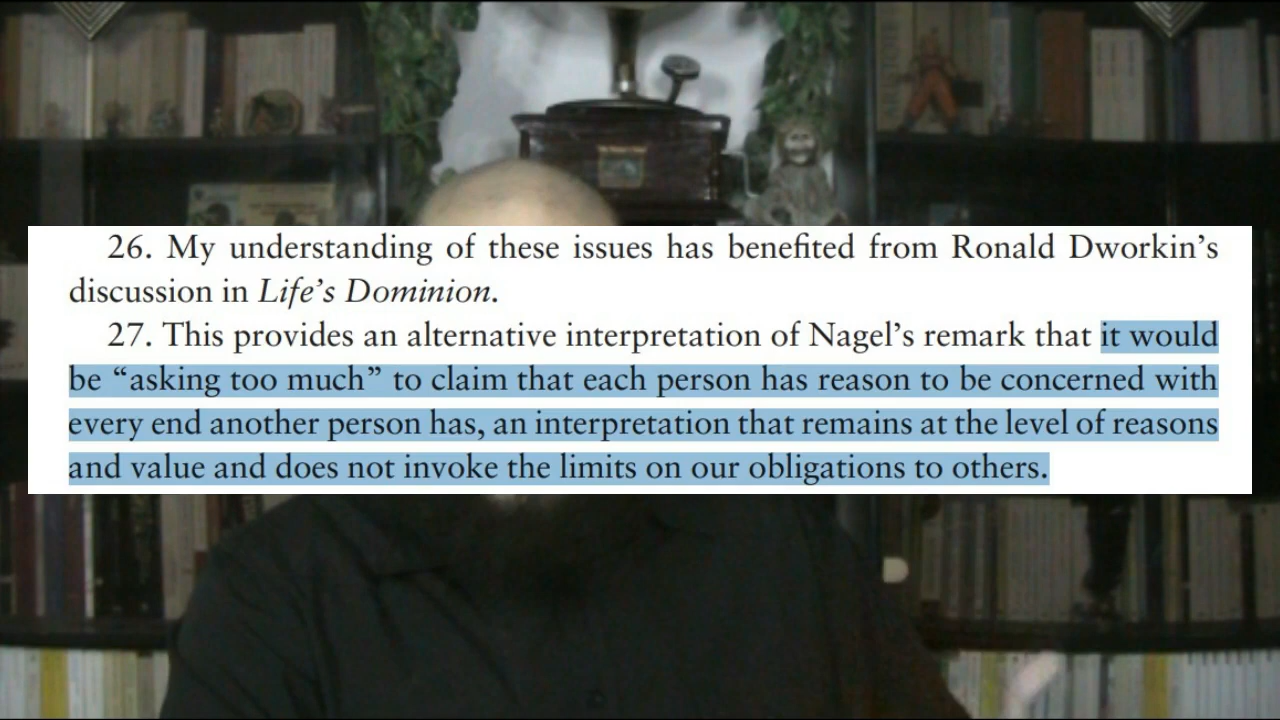 26. My understanding of these issues has benefited from Ronald Dworkin’s
discussion in Life’s Dominion.
27. This provides an alternative interpretation of Nagel’s remark that it would
be “asking too much” to claim that each person has reason to be concerned with
every end another person has, an interpretation that remains at the level of reasons
and value and does not invoke the limits on our obligations to others.